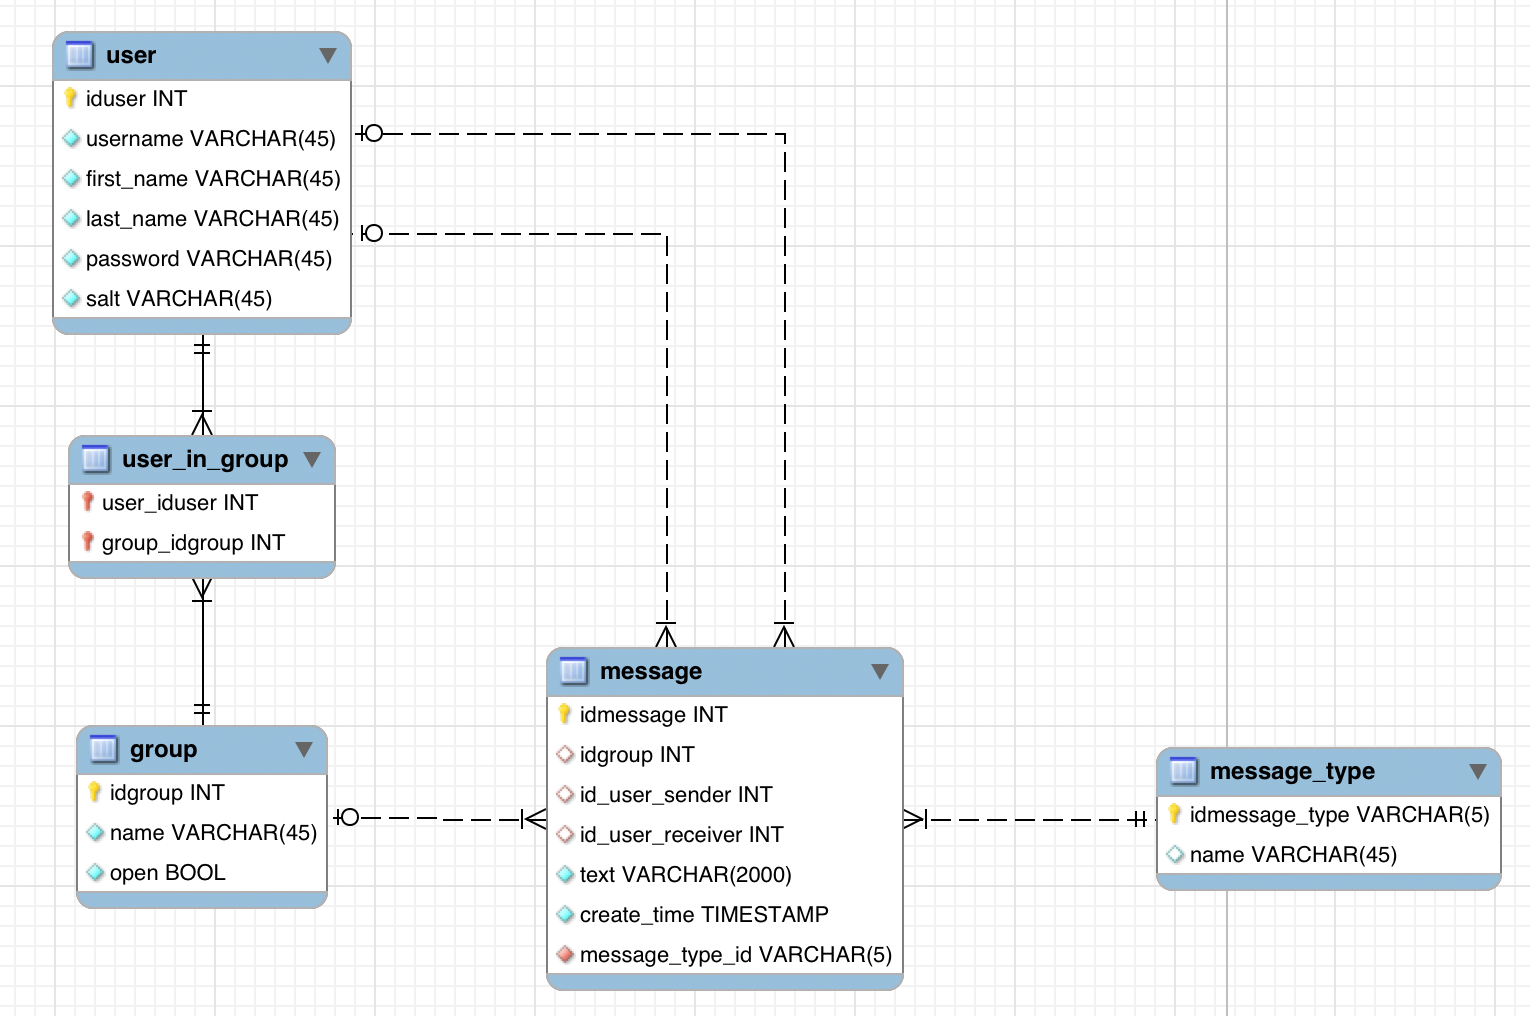 user
iduser INT
username VARCHAR(45)
first_name VARCHAR(45)
last_name VARCHAR(45)
password VARCHAR(45)
salt VARCHAR(45)
user_in_group
user_iduser INT
group_idgroup INT
group
idgroup INT
name VARCHAR(45)
open BOOL
message
idmessage INT
idgroup INT
id_user_sender INT
id_user_receiver INT
text VARCHAR(2000)
create_time TIMESTAMP
message_type_id VARCHAR(5)
message_type
idmessage_type VARCHAR(5)
name VARCHAR(45)